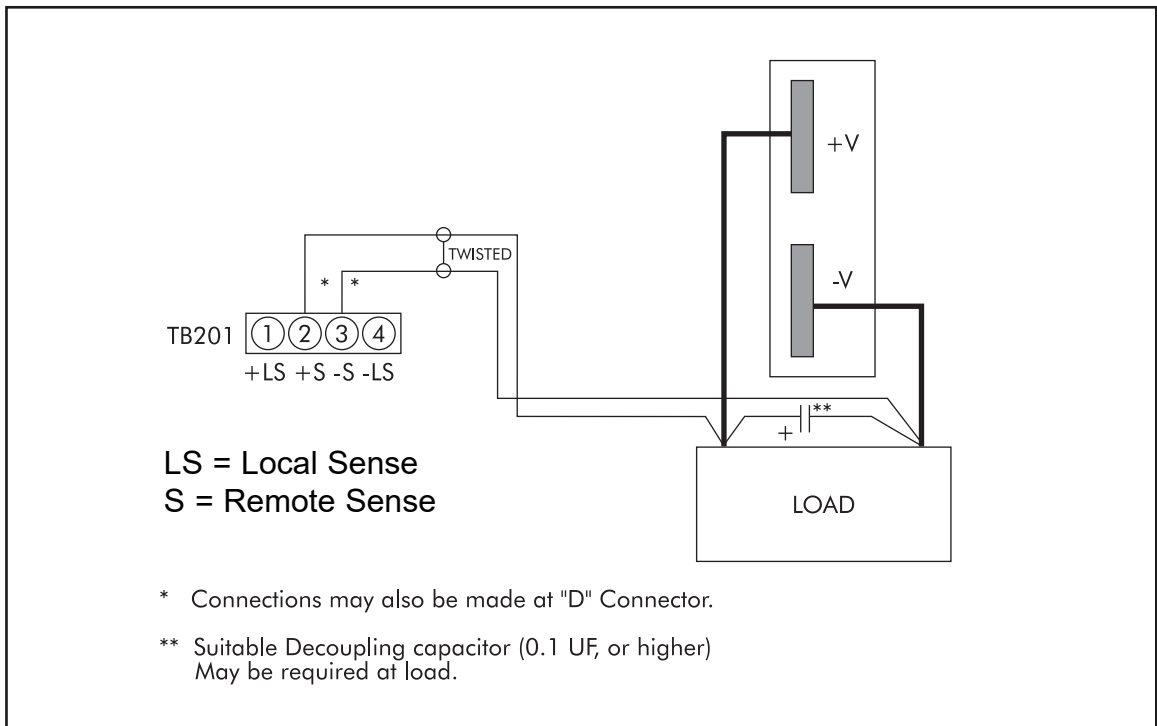 +V
-V
TWISTED
* *
TB201 1 2 3 4
+LS +S -S -LS
**
+
LS = Local Sense
S = Remote Sense
LOAD
* Connections may also be made at "D" Connector.
** Suitable Decoupling capacitor (0.1 UF, or higher)
May be required at load.